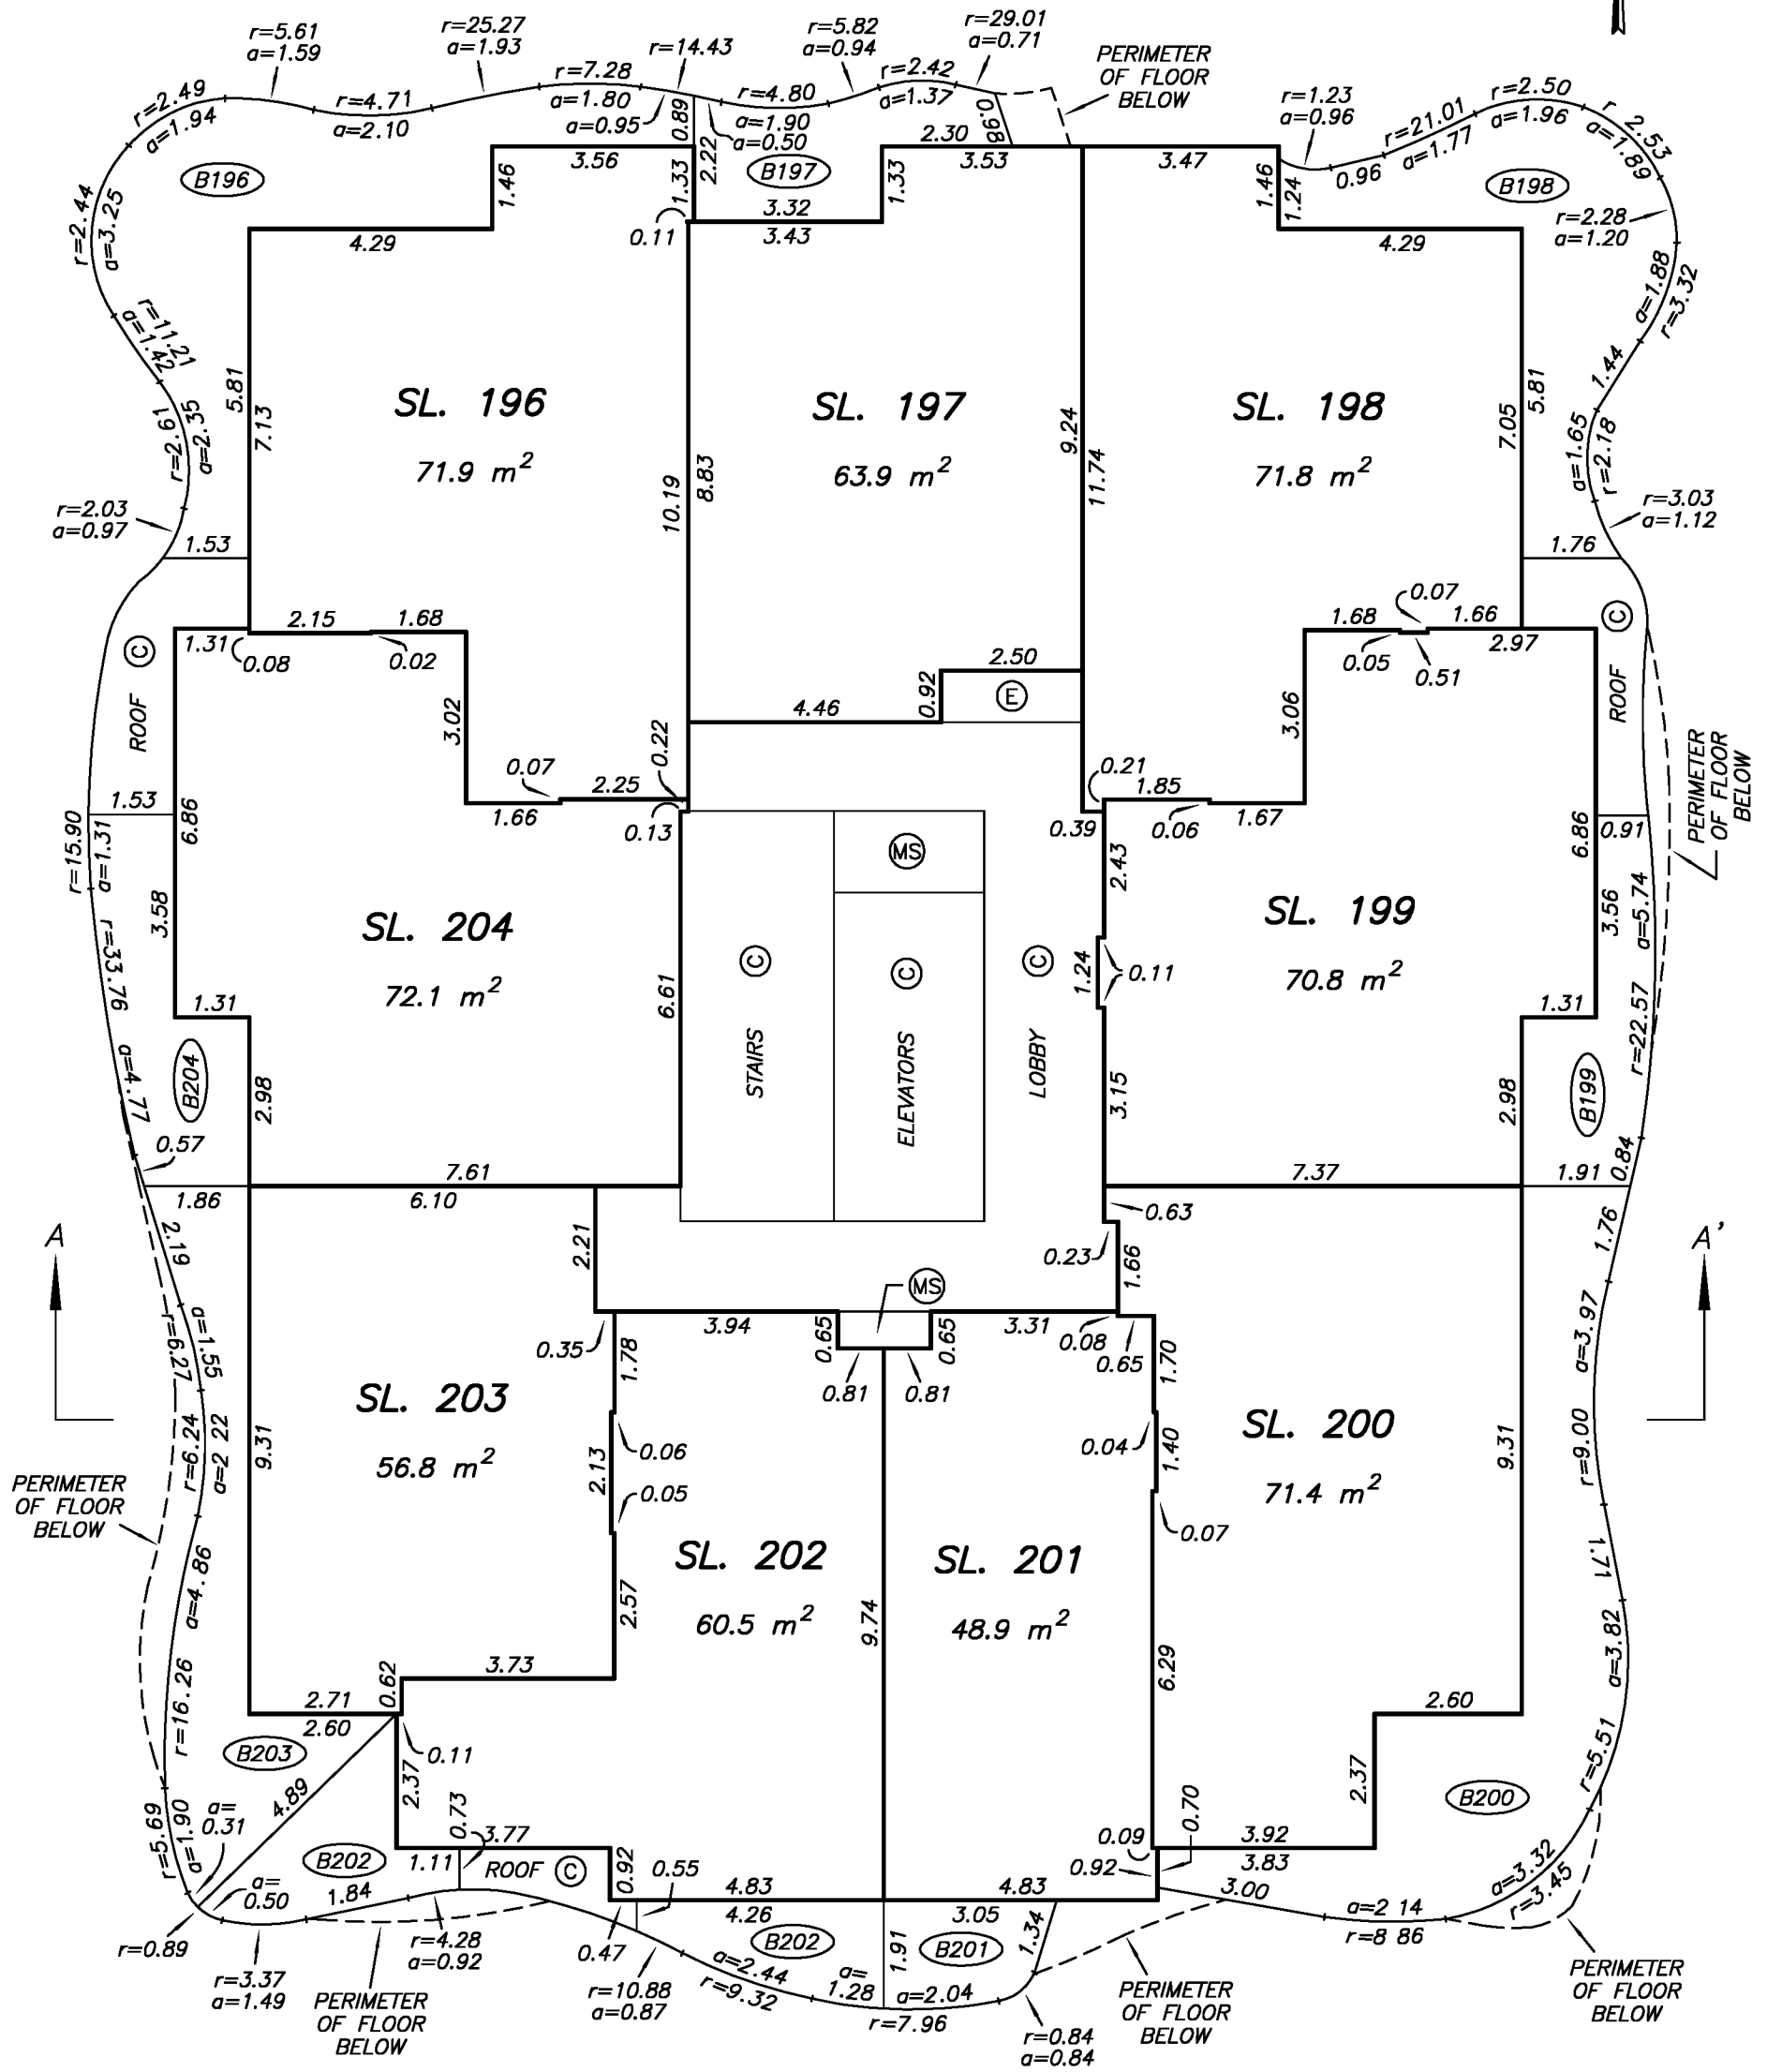 r=5.61
a=1.59
r=25.27
a=1.93
r=14.43
r=5.82
a=0.94
r=29.01
a=0.71
PERIMETER
OF FLOOR
BELOW
r=2.49
a=1.94
r=4.71
a=2.10
r=7.28
a=1.80
a=0.95
0.89
r=4.80
a=1.90
a=0.50
r=2.42
a=1.37
0.98
r=1.23
a=0.96
0.96
r=21.01
a=1.77
r=2.50
a=1.96
r 2.53
a=1.89
B196
3.56
1.46
1.33
2.22
B197
2.30
3.53
1.33
3.32
3.43
0.11
3.47
1.46
1.24
B198
r=2.28
a=1.20
4.29
4.29
r=2.44
a=3.25
r=11.21
a=1.42
r=2.61
a=2.35
r=2.03
a=0.97
1.53
5.81
7.13
SL. 196
71.9 m²
10.19
8.83
SL. 197
63.9 m²
9.24
11.74
SL. 198
71.8 m²
7.05
5.81
a=1.88
r=3.32
1.44
a=1.65
r=2.18
r=3.03
a=1.12
1.76
C
ROOF
1.31
0.08
2.15
1.68
0.02
3.02
0.07
2.25
0.22
1.66
0.13
4.46
0.92
2.50
E
0.21
1.85
0.39
0.06
1.67
3.06
1.68
0.07
1.66
0.05
0.51
2.97
C
ROOF
PERIMETER
OF FLOOR
BELOW
1.53
r=15.90
a=1.31
6.86
3.58
r=33.76
a=4.77
SL. 204
72.1 m²
6.61
1.31
B204
2.98
0.57
7.61
1.86
6.10
C
STAIRS
MS
C
ELEVATORS
C
LOBBY
2.43
1.24
0.11
3.15
SL. 199
70.8 m²
6.86
0.91
3.56
a=5.74
r=22.57
1.31
B199
2.98
7.37
1.91
0.84
A
2.19
2.21
0.63
0.23
1.66
1.76
A'
MS
3.94
0.65
0.65
3.31
0.08
0.65
0.81
0.81
0.35
1.78
1.70
a=1.55
r=6.27
r=6.24
a=2 22
9.31
SL. 203
56.8 m²
0.06
2.13
0.05
0.04
1.40
0.07
SL. 200
71.4 m²
9.31
a=3.97
r=9.00
PERIMETER
OF FLOOR
BELOW
a=4.86
r=16.26
SL. 202
60.5 m²
2.57
9.74
SL. 201
48.9 m²
6.29
1.71
a=3.82
r=5.51
3.73
0.62
2.71
2.60
B203
0.11
2.37
4.89
0.73
2.60
2.37
B200
r=5.69
a=1.90
a=
0.31
a=
0.50
B202
1.11
3.77
ROOF
C
0.92
0.55
0.09
0.92
0.70
3.92
3.83
1.84
4.83
4.26
4.83
3.05
3.00
a=3.32
r=3.45
a=2 14
r=8 86
r=0.89
r=3.37
a=1.49
r=4.28
a=0.92
0.47
B202
1.91
B201
1.34
r=10.88
a=0.87
a=2.44
r=9.32
a=
1.28
a=2.04
r=7.96
r=0.84
a=0.84
PERIMETER
OF FLOOR
BELOW
PERIMETER
OF FLOOR
BELOW
PERIMETER
OF FLOOR
BELOW